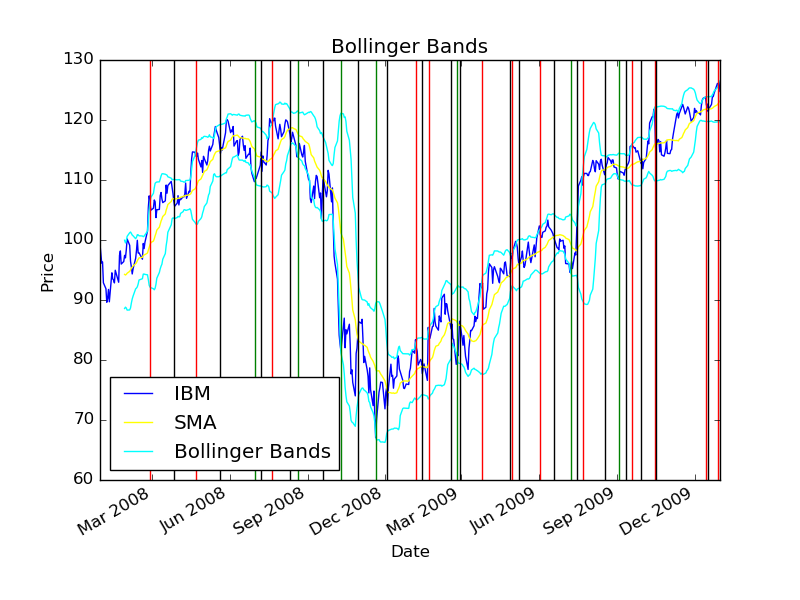 Bollinger Bands
130
120
110
100
90
80
70
60
Price
IBM
SMA
Bollinger Bands
Mar 2008
Jun 2008
Sep 2008
Dec 2008
Mar 2009
Jun 2009
Sep 2009
Dec 2009
Date